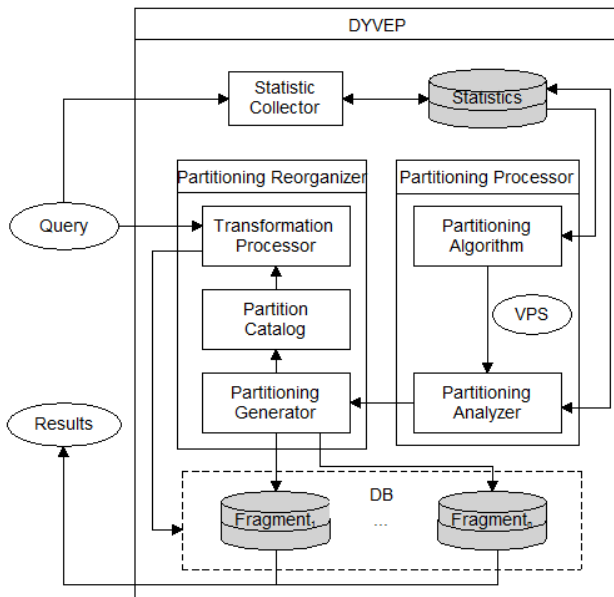 DYVEP
Statistic
Collector
Statistics
Partitioning Reorganizer
Partitioning Processor
Query
Transformation
Processor
Partitioning
Algorithm
Partition
Catalog
VPS
Partitioning
Generator
Partitioning
Analyzer
Results
DB
Fragment₁
...
Fragmentₙ